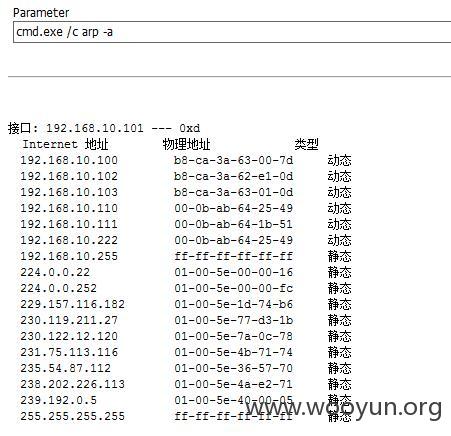 Parameter
cmd.exe /c arp -a
接口: 192.168.10.101 --- 0xd
Internet 地址 物理地址 类型
192.168.10.100 b8-ca-3a-63-00-7d 动态
192.168.10.102 b8-ca-3a-62-e1-0d 动态
192.168.10.103 b8-ca-3a-63-01-0d 动态
192.168.10.110 00-0b-ab-64-25-49 动态
192.168.10.111 00-0b-ab-64-1b-51 动态
192.168.10.222 00-0b-ab-64-25-49 动态
192.168.10.255 ff-ff-ff-ff-ff-ff 静态
224.0.0.22 01-00-5e-00-00-16 静态
224.0.0.252 01-00-5e-00-00-fc 静态
229.157.116.182 01-00-5e-1d-74-b6 静态
230.119.211.27 01-00-5e-77-d3-1b 静态
230.122.12.120 01-00-5e-7a-0c-78 静态
231.75.113.116 01-00-5e-4b-71-74 静态
235.54.87.112 01-00-5e-36-57-70 静态
238.202.226.113 01-00-5e-4a-e2-71 静态
239.192.0.5 01-00-5e-40-00-05 静态
255.255.255.255 ff-ff-ff-ff-ff-ff 静态
www.wooyun.org